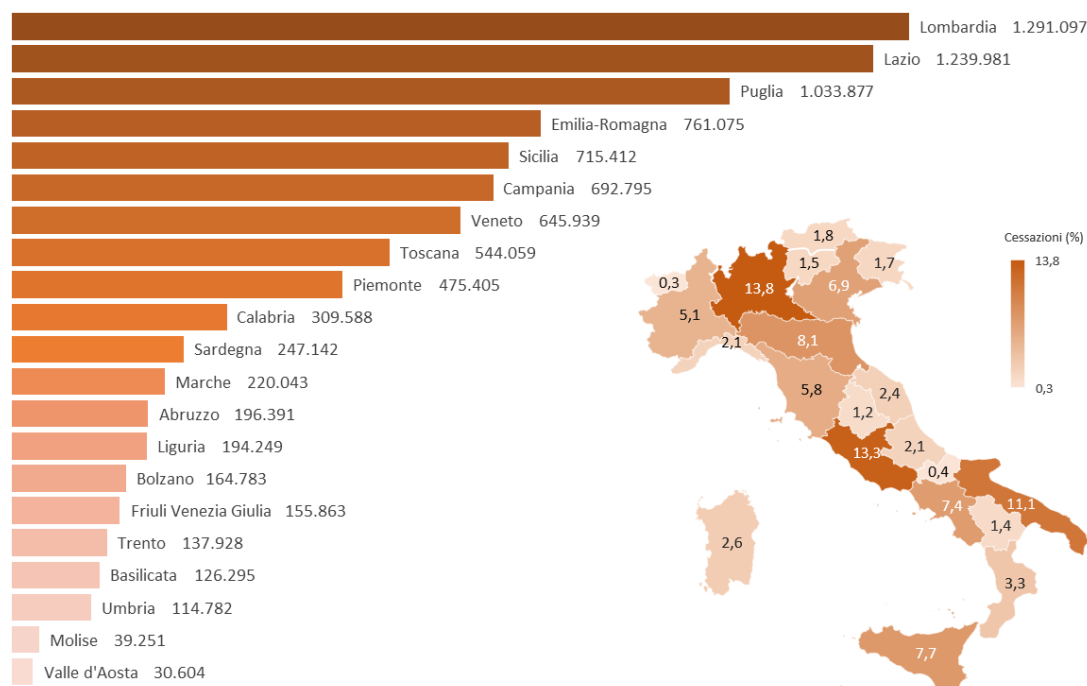 Lombardia 1.291.097
Lazio 1.239.981
Puglia 1.033.877
Emilia-Romagna 761.075
Sicilia 715.412
Campania 692.795
Veneto 645.939
Toscana 544.059
Piemonte 475.405
Calabria 309.588
Sardegna 247.142
Marche 220.043
Abruzzo 196.391
Liguria 194.249
Bolzano 164.783
Friuli Venezia Giulia 155.863
Trento 137.928
Basilicata 126.295
Umbria 114.782
Molise 39.251
Valle d'Aosta 30.604
Cessazioni (%)
13,8
0,3
1,8
1,5
1,7
0,3
13,8
6,9
5,1
2,1
8,1
5,8
2,4
1,2
2,1
13,3
0,4
7,4
11,1
1,4
2,6
3,3
7,7